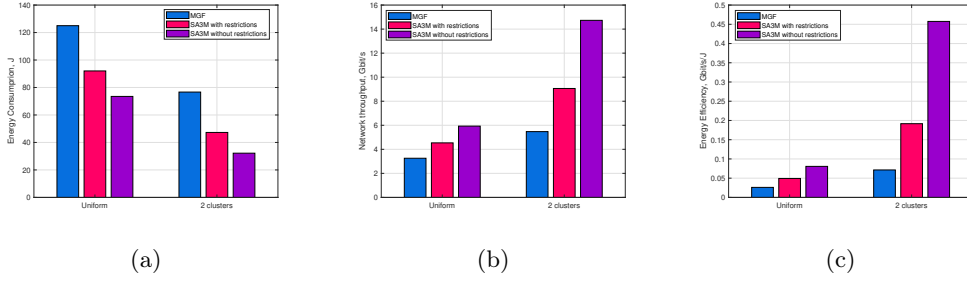 140
120
100
80
60
40
20
0
Energy Consumprion, J
MGF
SA3M with restrictions
SA3M without restrictions
Uniform
2 clusters
(a)
16
14
12
10
8
6
4
2
0
Network throughput, Gbit/s
MGF
SA3M with restrictions
SA3M without restrictions
Uniform
2 clusters
(b)
0.5
0.45
0.4
0.35
0.3
0.25
0.2
0.15
0.1
0.05
0
Energy Efficiency, Gbit/s/J
MGF
SA3M with restrictions
SA3M without restrictions
Uniform
2 clusters
(c)